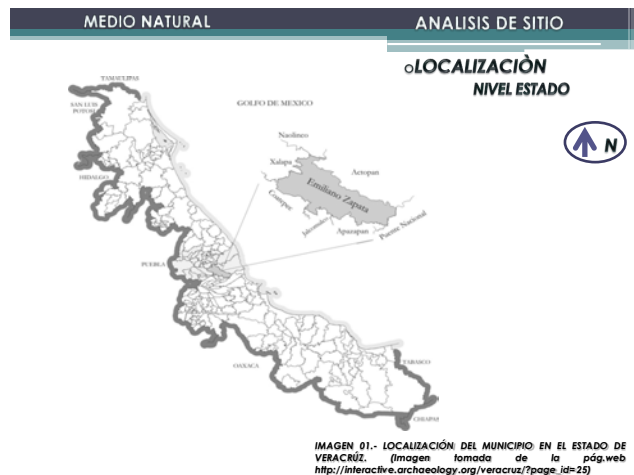 MEDIO NATURAL
ANALISIS DE SITIO
oLOCALIZACIÒN
NIVEL ESTADO
N
TAMAULIPAS
SAN LUIS
POTOSI
GOLFO DE MEXICO
Naolinco
Xalapa
Actopan
HIDALGO
Emiliano Zapata
Coatepec
Jalcomulco
Apazapan
Puente Nacional
PUEBLA
OAXACA
TABASCO
CHIAPAS
IMAGEN 01.- LOCALIZACIÓN DEL MUNICIPIO EN EL ESTADO DE
VERACRÚZ. (Imagen tomada de la pág.web
http://interactive.archaeology.org/veracruz/?page_id=25)